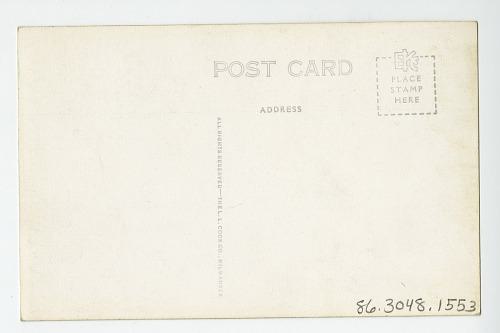 POST CARD
EKC
PLACE
STAMP
HERE
ADDRESS
ALL RIGHTS RESERVED—THE L. L. COOK CO., MILWAUKEE
86.3048.1553